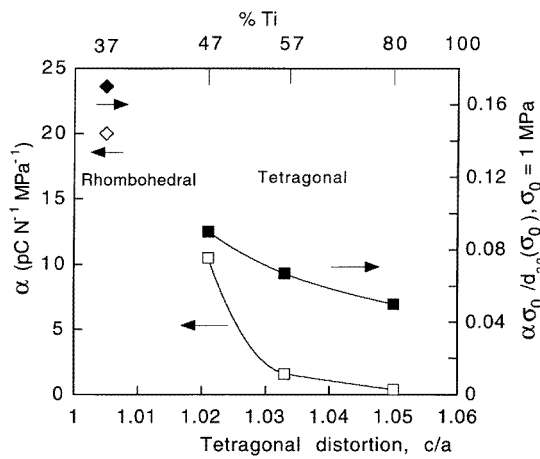 % Ti
37 47 57 80 100
25
20
15
10
5
0
α (pC N⁻¹ MPa⁻¹)
Rhombohedral
Tetragonal
0.16
0.12
0.08
0.04
0
ασ₀ /d₃₃(σ₀), σ₀ = 1 MPa
1 1.01 1.02 1.03 1.04 1.05 1.06
Tetragonal distortion, c/a